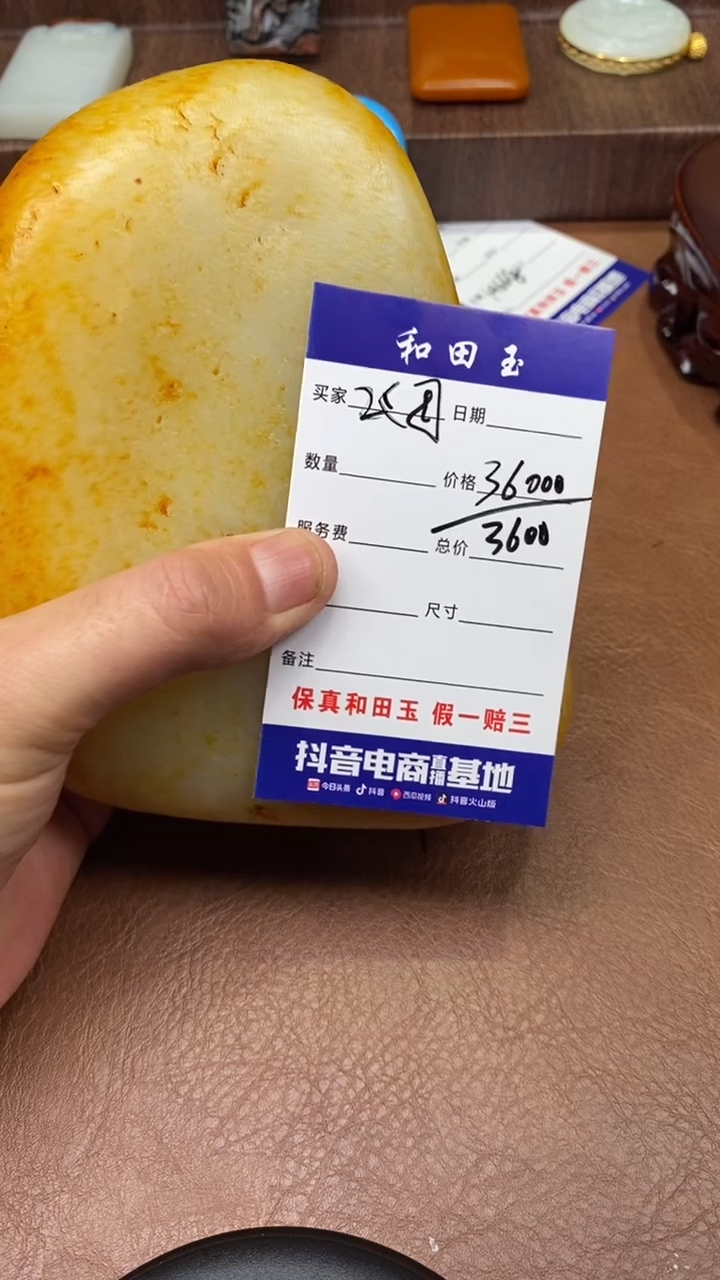 和田玉
买家 日期
数量 价格 36000
服务费 总价 3600
尺寸
备注
保真和田玉 假一赔三
抖音电商直播基地
头条 今日头条 抖音 西瓜视频 抖音火山版